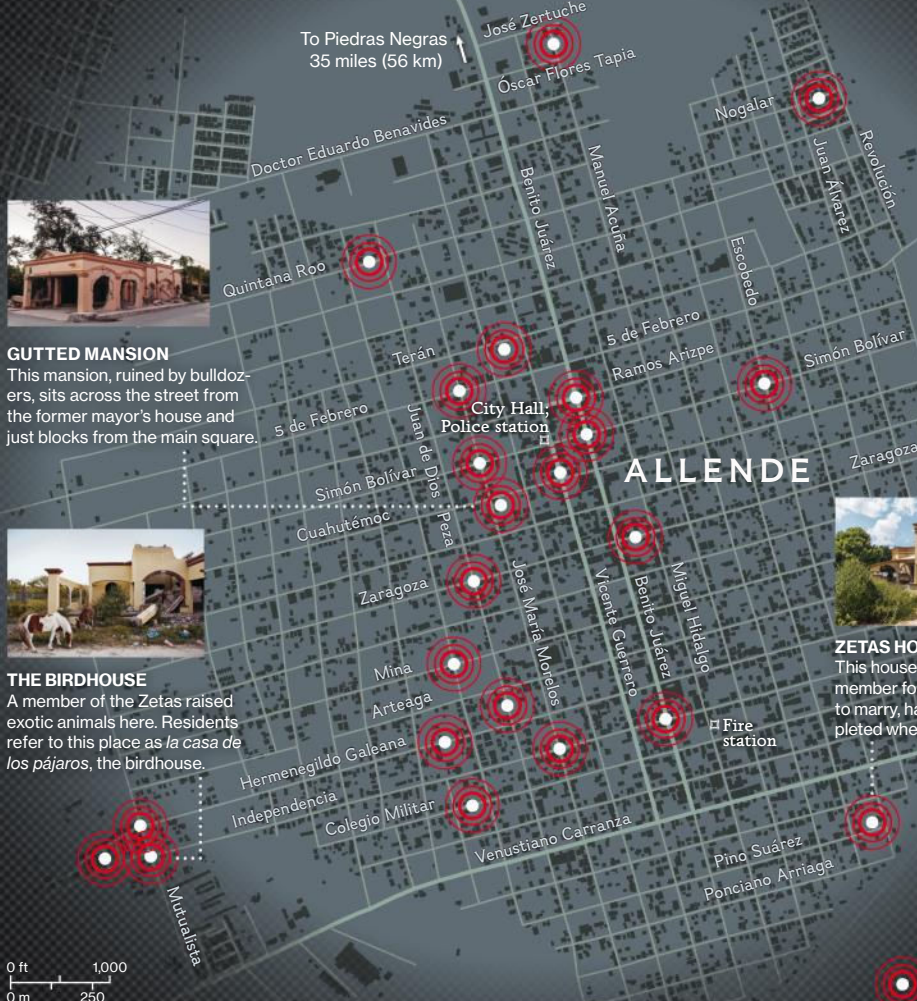 José Zertuche
To Piedras Negras
35 miles (56 km)
Óscar Flores Tapia
Nogalar
Doctor Eduardo Benavides
Revolución
Juan Álvarez
Manuel Acuña
Benito Juárez
Escobedo
Quintana Roo
5 de Febrero
Terán
Ramos Arizpe
Simón Bolívar
GUTTED MANSION
This mansion, ruined by bulldoz-
ers, sits across the street from
the former mayor's house and
just blocks from the main square.
5 de Febrero
Juan de Dios Peza
City Hall;
Police station
ALLENDE
Zaragoza
Simón Bolívar
Cuahutémoc
Zaragoza
José María Morelos
Vicente Guerrero
Benito Juárez
Miguel Hidalgo
THE BIRDHOUSE
A member of the Zetas raised
exotic animals here. Residents
refer to this place as la casa de
los pájaros, the birdhouse.
Mina
Arteaga
Hermenegildo Galeana
Independencia
Colegio Militar
Fire
station
ZETAS HO
This house
member fo
to marry, ha
pleted whe
Venustiano Carranza
Pino Suárez
Ponciano Arriaga
Mutualista
0 ft 1,000
0 m 250